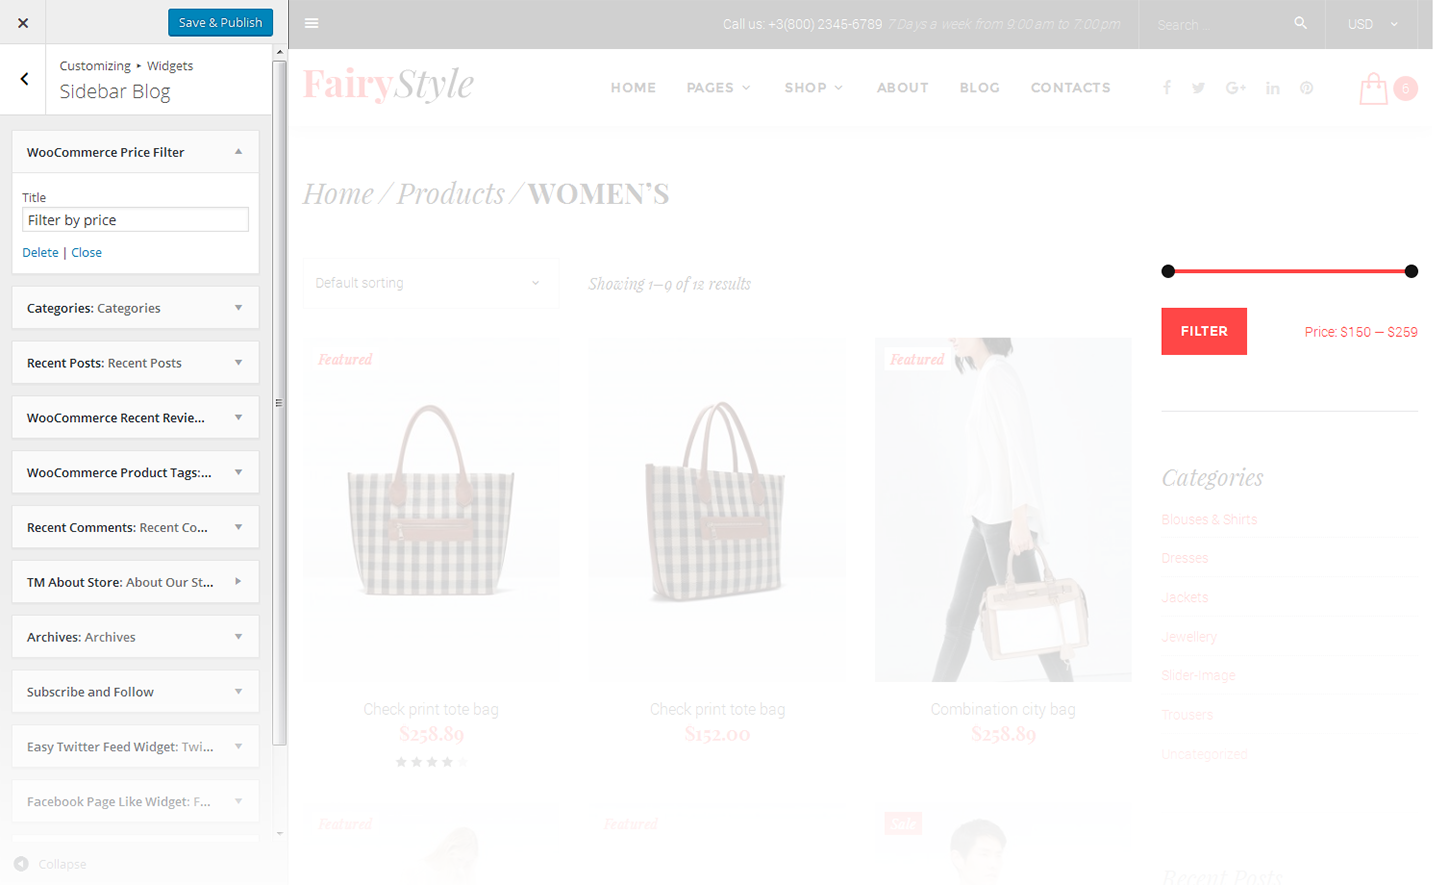 Save & Publish
Customizing ▸ Widgets
Sidebar Blog
WooCommerce Price Filter
Title
Filter by price
Delete | Close
Categories: Categories
Recent Posts: Recent Posts
WooCommerce Recent Revie...
WooCommerce Product Tags:...
Recent Comments: Recent Co...
TM About Store: About Our St...
Archives: Archives
Subscribe and Follow
Easy Twitter Feed Widget: Twi...
Facebook Page Like Widget: F...
Collapse
Call us: +3(800) 2345-6789 7 Days a week from 9:00 am to 7:00 pm
Search...
USD
FairyStyle
HOME PAGES SHOP ABOUT BLOG CONTACTS
6
Home / Products / WOMEN'S
Default sorting
Showing 1–9 of 12 results
Featured
Featured
Check print tote bag
$258.89
Check print tote bag
$152.00
Combination city bag
$258.89
Featured
Featured
Sale
FILTER
Price: $150 — $259
Categories
Blouses & Shirts
Dresses
Jackets
Jewellery
Slider-Image
Trousers
Uncategorized
Recent Posts